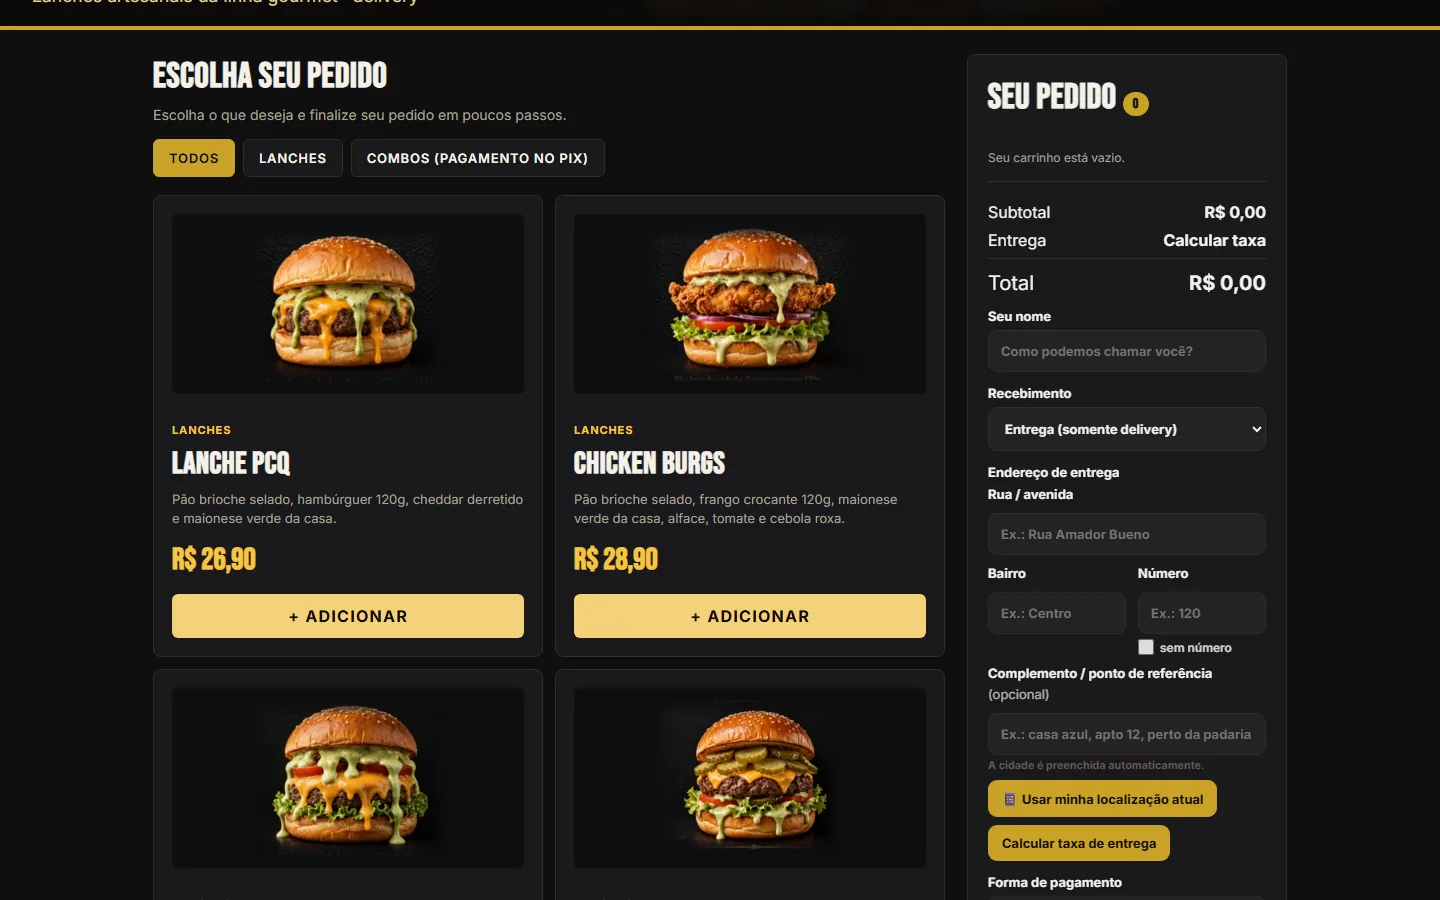 Lanches artesanais da linha gourmet · delivery
ESCOLHA SEU PEDIDO
Escolha o que deseja e finalize seu pedido em poucos passos.
TODOS
LANCHES
COMBOS (PAGAMENTO NO PIX)
LANCHES
LANCHE PCQ
Pão brioche selado, hambúrguer 120g, cheddar derretido
e maionese verde da casa.
R$ 26,90
+ ADICIONAR
LANCHES
CHICKEN BURGS
Pão brioche selado, frango crocante 120g, maionese
verde da casa, alface, tomate e cebola roxa.
R$ 28,90
+ ADICIONAR
SEU PEDIDO 0
Seu carrinho está vazio.
Subtotal R$ 0,00
Entrega Calcular taxa
Total R$ 0,00
Seu nome
Como podemos chamar você?
Recebimento
Entrega (somente delivery)
Endereço de entrega
Rua / avenida
Ex.: Rua Amador Bueno
Bairro Número
Ex.: Centro Ex.: 120
sem número
Complemento / ponto de referência
(opcional)
Ex.: casa azul, apto 12, perto da padaria
A cidade é preenchida automaticamente.
Usar minha localização atual
Calcular taxa de entrega
Forma de pagamento